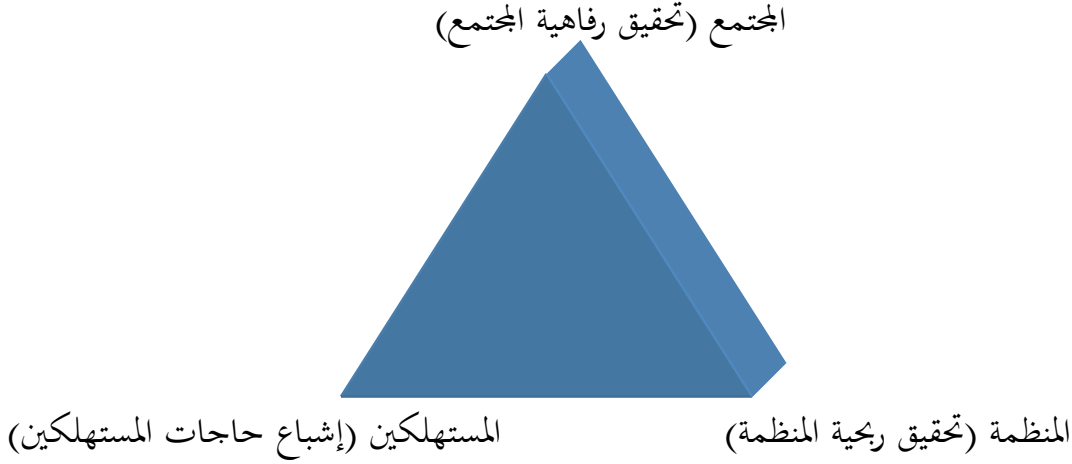 المجتمع (تحقيق رفاهية المجتمع)
المنظمة (تحقيق ربحية المنظمة)
المستهلكين (إشباع حاجات المستهلكين)